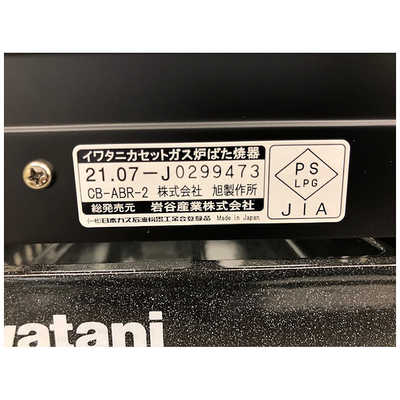 イワタニカセットガス炉ばた焼器
21.07-J0299473
CB-ABR-2 株式会社 旭製作所
総発売元 岩谷産業株式会社
Made in Japan
PS
LPG
JIA
watani